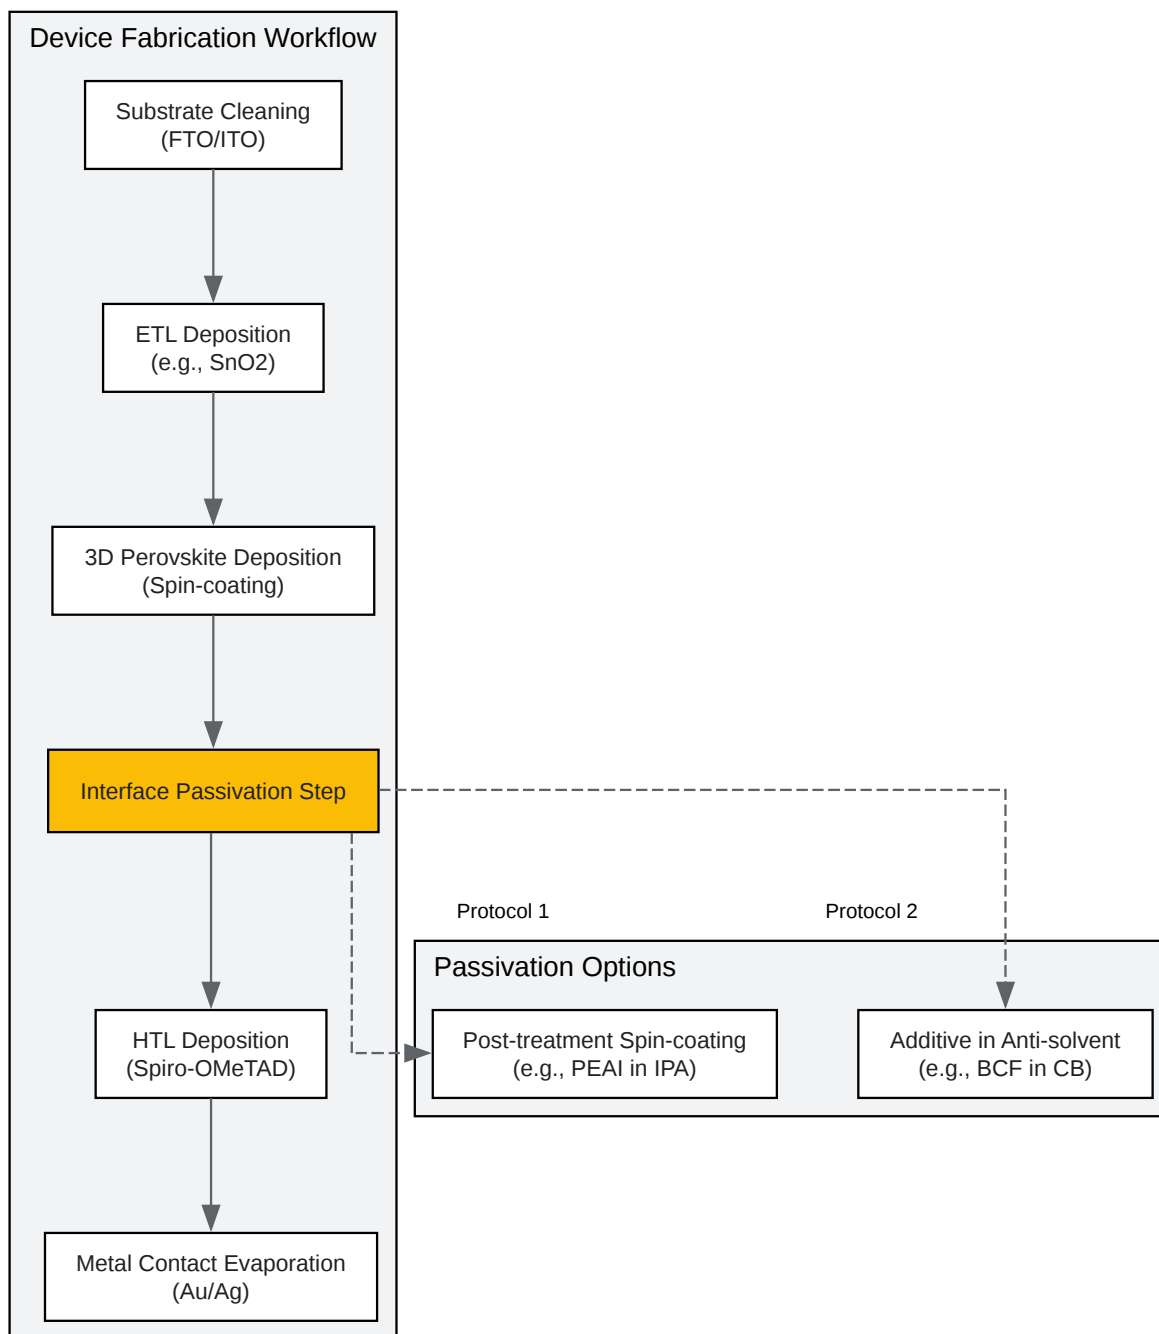 Device Fabrication Workflow
Substrate Cleaning
(FTO/ITO)
ETL Deposition
(e.g., SnO2)
3D Perovskite Deposition
(Spin-coating)
Interface Passivation Step
Protocol 1
Protocol 2
Passivation Options
HTL Deposition
(Spiro-OMeTAD)
Post-treatment Spin-coating
(e.g., PEAI in IPA)
Additive in Anti-solvent
(e.g., BCF in CB)
Metal Contact Evaporation
(Au/Ag)